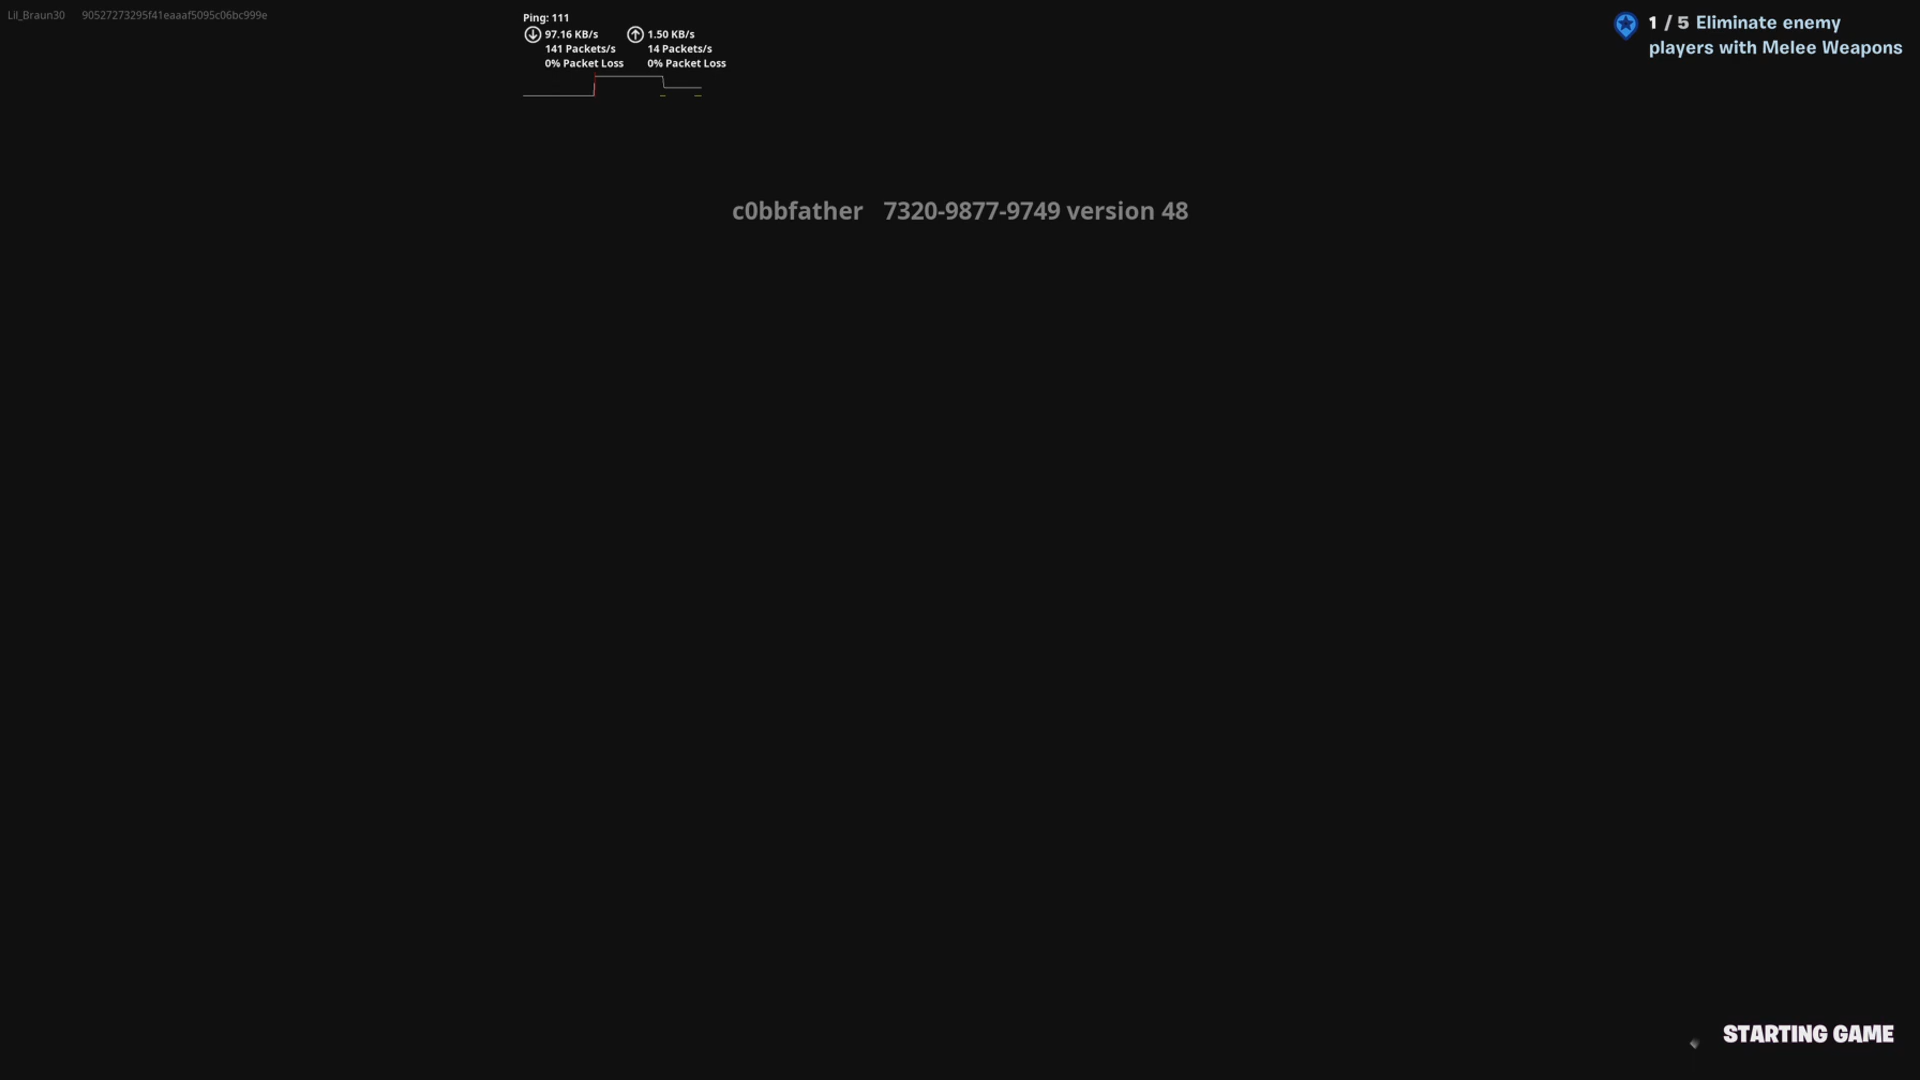 Lil_Braun30 90527273295f41eaaaf5095c06bc999e
Ping: 111
97.16 KB/s 1.50 KB/s
141 Packets/s 14 Packets/s
0% Packet Loss 0% Packet Loss
1 / 5 Eliminate enemy
players with Melee Weapons
c0bbfather 7320-9877-9749 version 48
STARTING GAME